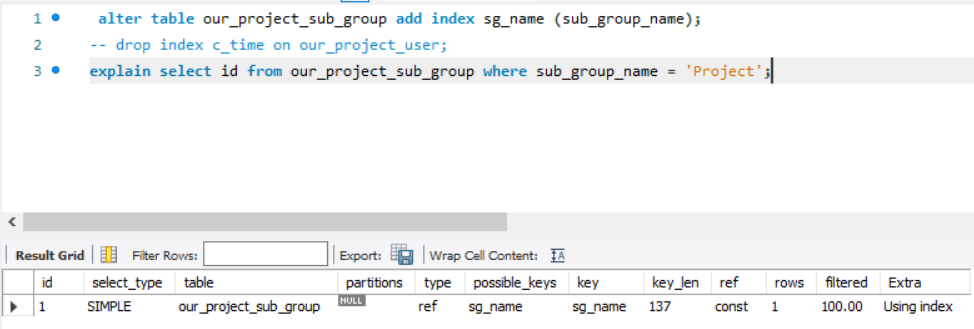 1 alter table our_project_sub_group add index sg_name (sub_group_name);
2 -- drop index c_time on our_project_user;
3 explain select id from our_project_sub_group where sub_group_name = 'Project';
Result Grid Filter Rows: Export: Wrap Cell Content: IA
id select_type table partitions type possible_keys key key_len ref rows filtered Extra
1 SIMPLE our_project_sub_group NULL ref sg_name sg_name 137 const 1 100.00 Using index